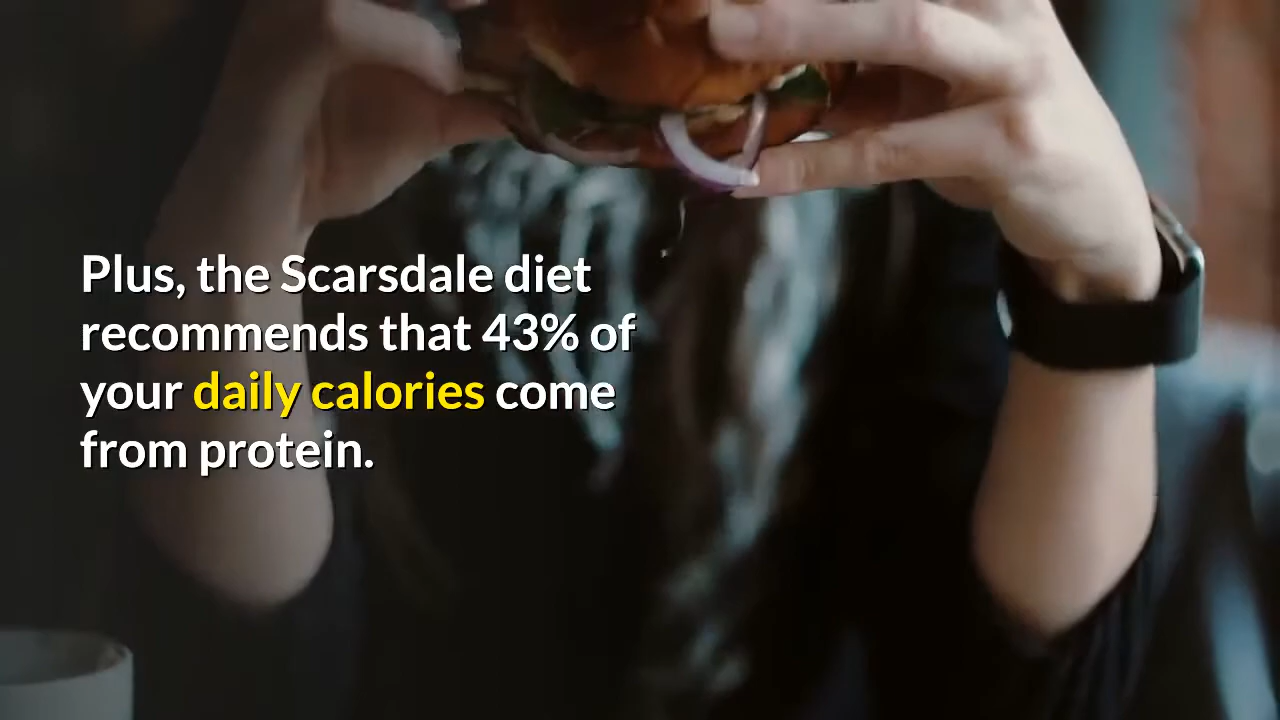 Plus, the Scarsdale diet
recommends that 43% of
your daily calories come
from protein.